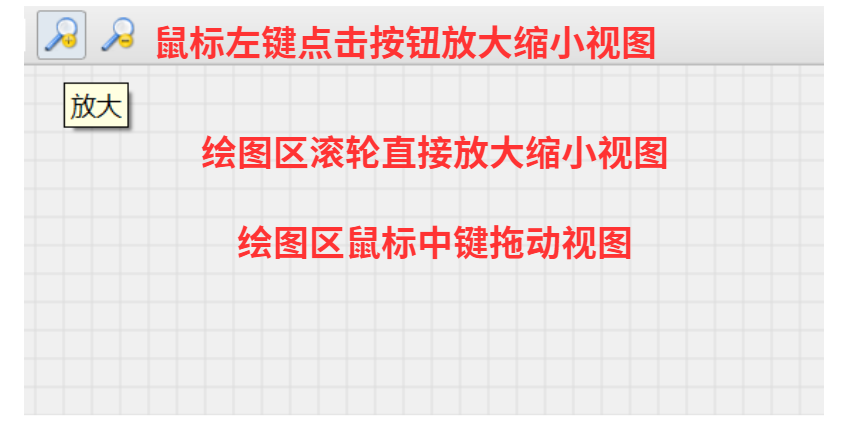 鼠标左键点击按钮放大缩小视图
放大
绘图区滚轮直接放大缩小视图
绘图区鼠标中键拖动视图